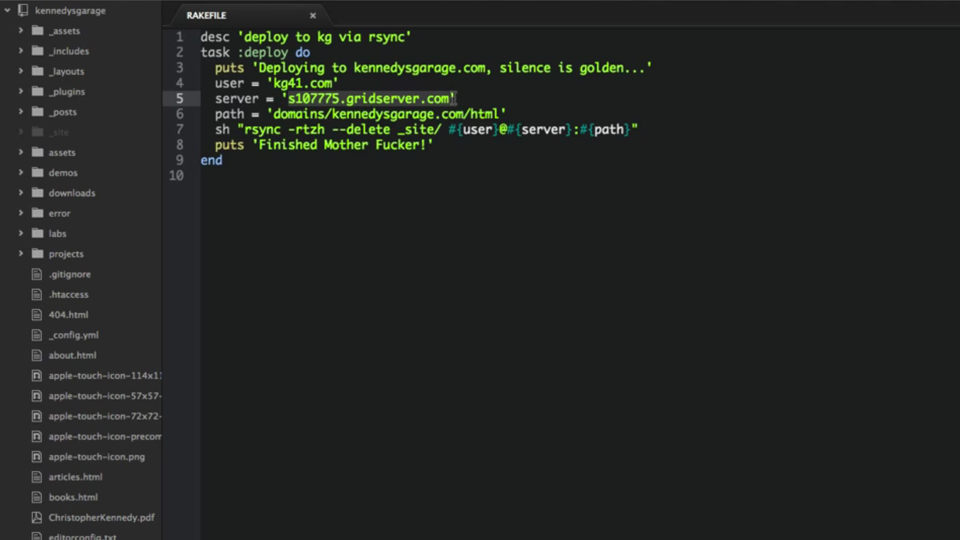 kennedysgarage
_assets
_includes
_layouts
_plugins
_posts
_site
assets
demos
downloads
error
labs
projects
.gitignore
.htaccess
404.html
_config.yml
about.html
apple-touch-icon-114x11
apple-touch-icon-57x57-
apple-touch-icon-72x72-
apple-touch-icon-precom
apple-touch-icon.png
articles.html
books.html
ChristopherKennedy.pdf
editorconfig.txt
RAKEFILE ×
1 desc 'deploy to kg via rsync'
2 task :deploy do
3 puts 'Deploying to kennedysgarage.com, silence is golden...'
4 user = 'kg41.com'
5 server = 's107775.gridserver.com'
6 path = 'domains/kennedysgarage.com/html'
7 sh "rsync -rtzh --delete _site/ #{user}@#{server}:#{path}"
8 puts 'Finished Mother Fucker!'
9 end
10